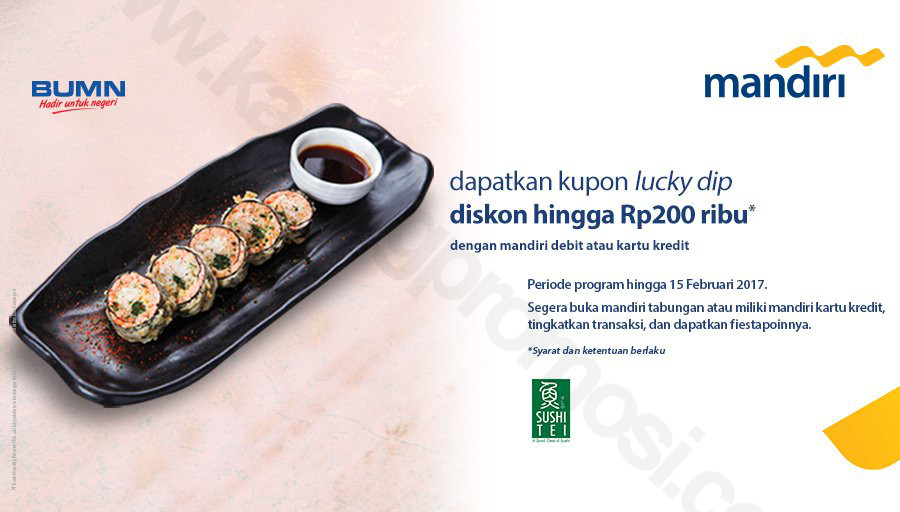 BUMN
Hadir untuk negeri
mandırı
dapatkan kupon lucky dip
diskon hingga Rp200 ribu*
dengan mandiri debit atau kartu kredit
Periode program hingga 15 Februari 2017.
Segera buka mandiri tabungan atau miliki mandiri kartu kredit,
tingkatkan transaksi, dan dapatkan fiestapoinnya.
*Syarat dan ketentuan berlaku
SUSHI
TEI